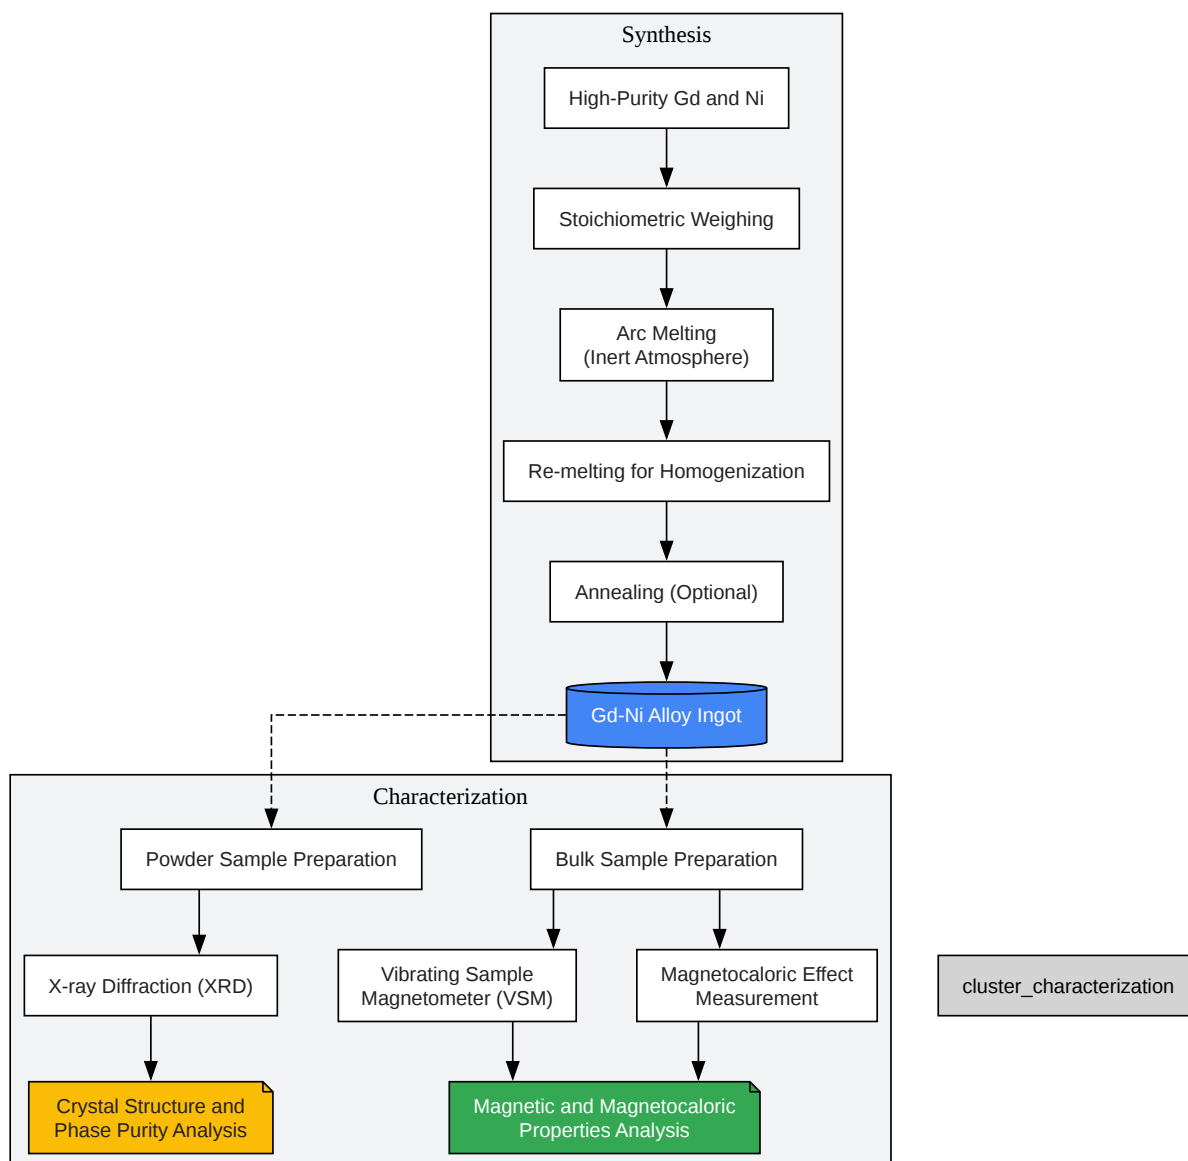 Synthesis
High-Purity Gd and Ni
Stoichiometric Weighing
Arc Melting
(Inert Atmosphere)
Re-melting for Homogenization
Annealing (Optional)
Gd-Ni Alloy Ingot
Characterization
Powder Sample Preparation
Bulk Sample Preparation
X-ray Diffraction (XRD)
Vibrating Sample
Magnetometer (VSM)
Magnetocaloric Effect
Measurement
cluster_characterization
Crystal Structure and
Phase Purity Analysis
Magnetic and Magnetocaloric
Properties Analysis